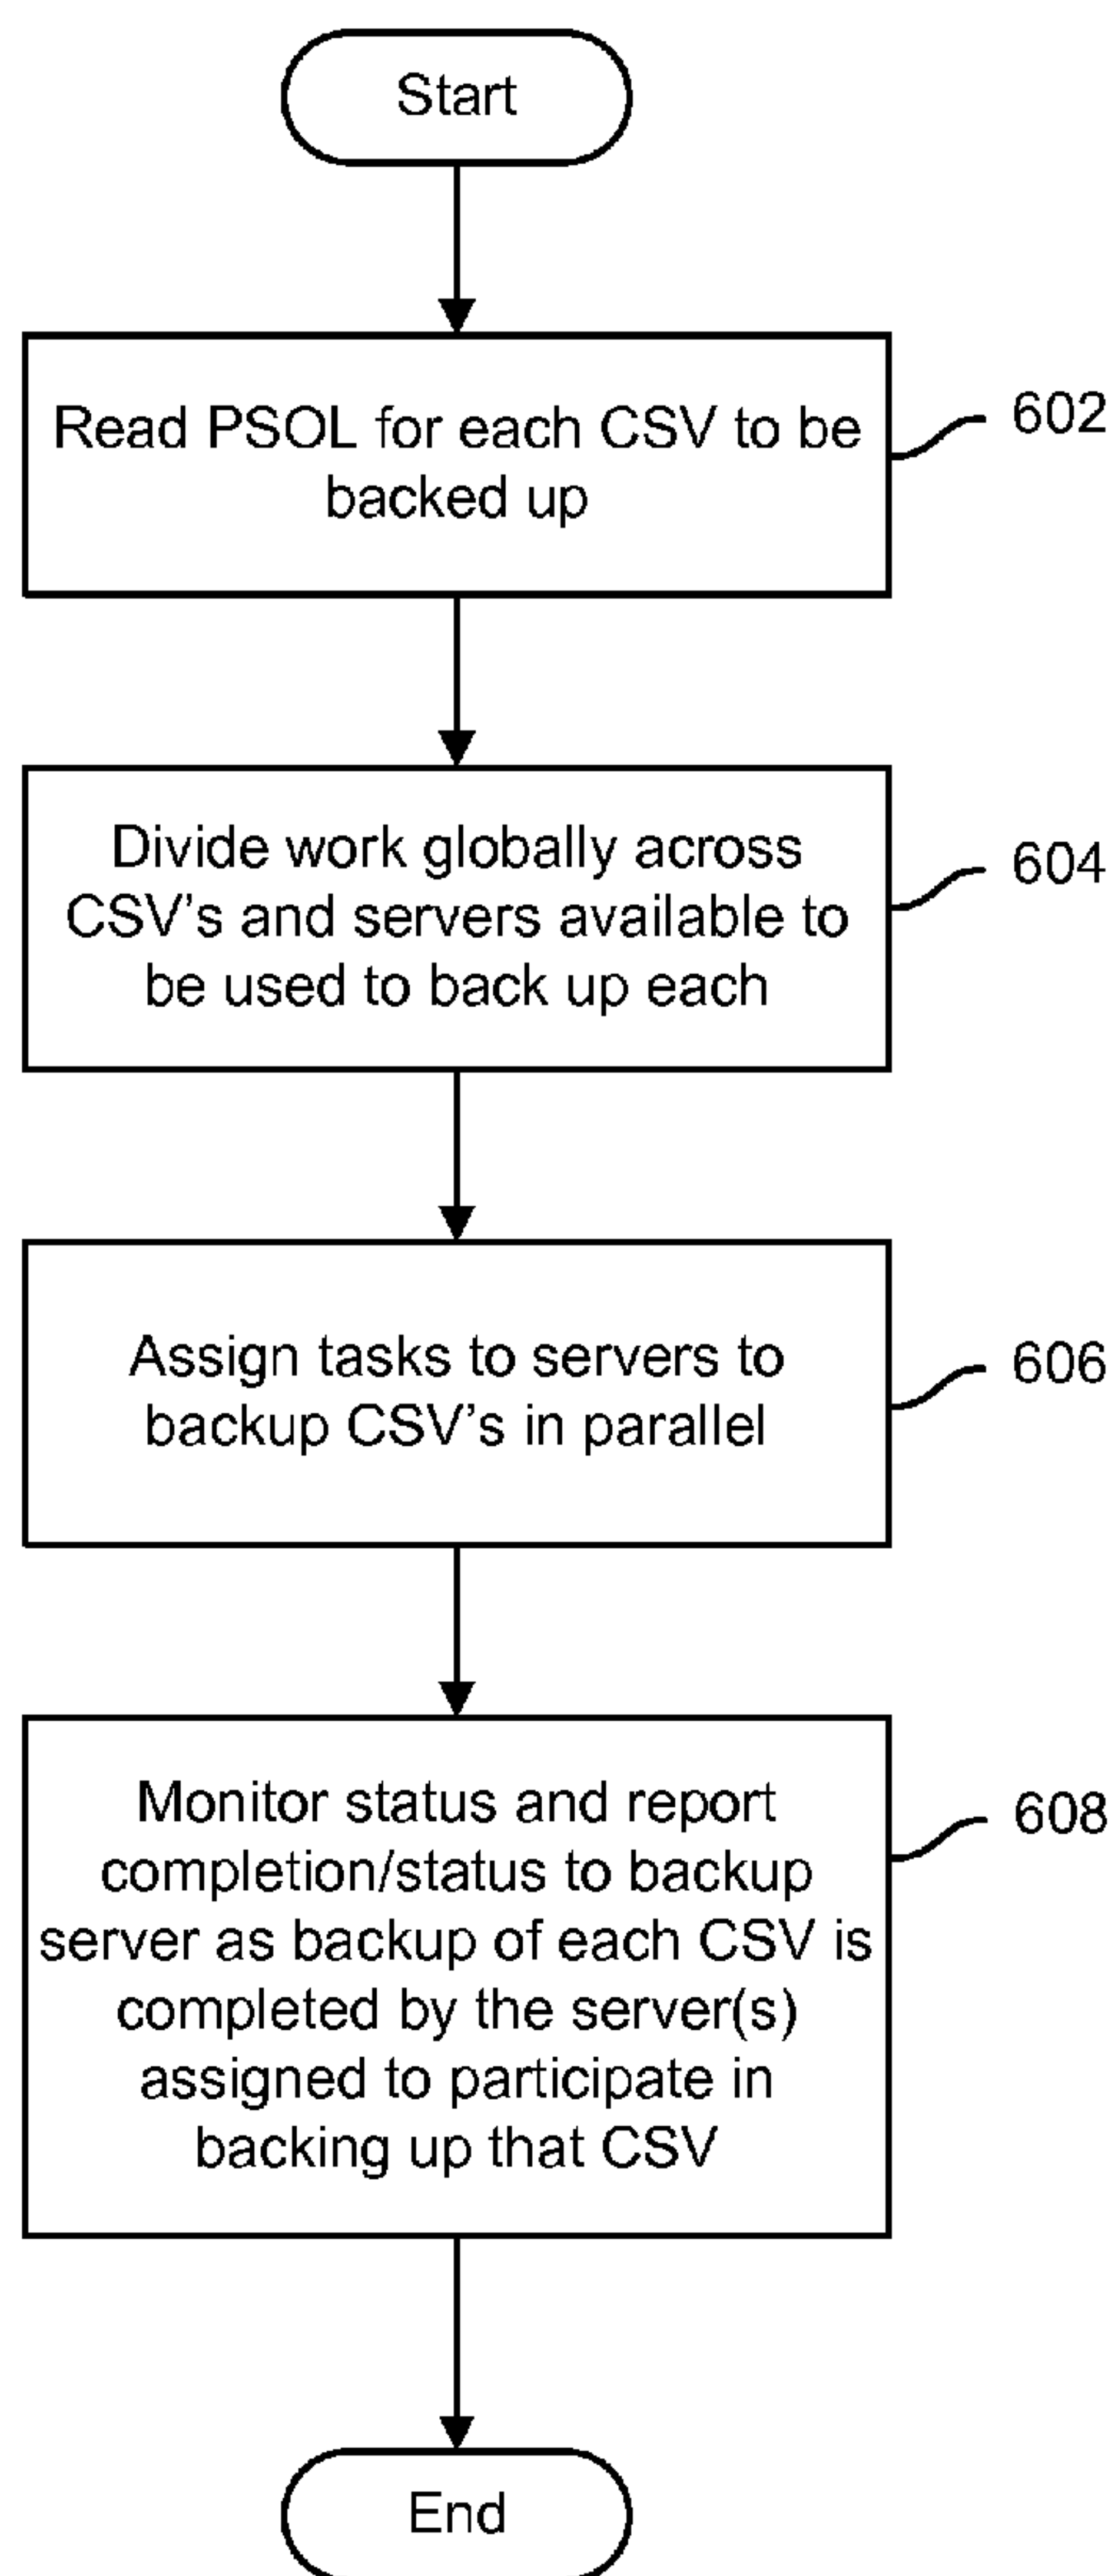 Start
Read PSOL for each CSV to be
backed up
602
Divide work globally across
CSV's and servers available to
be used to back up each
604
Assign tasks to servers to
backup CSV's in parallel
606
Monitor status and report
completion/status to backup
server as backup of each CSV is
completed by the server(s)
assigned to participate in
backing up that CSV
608
End